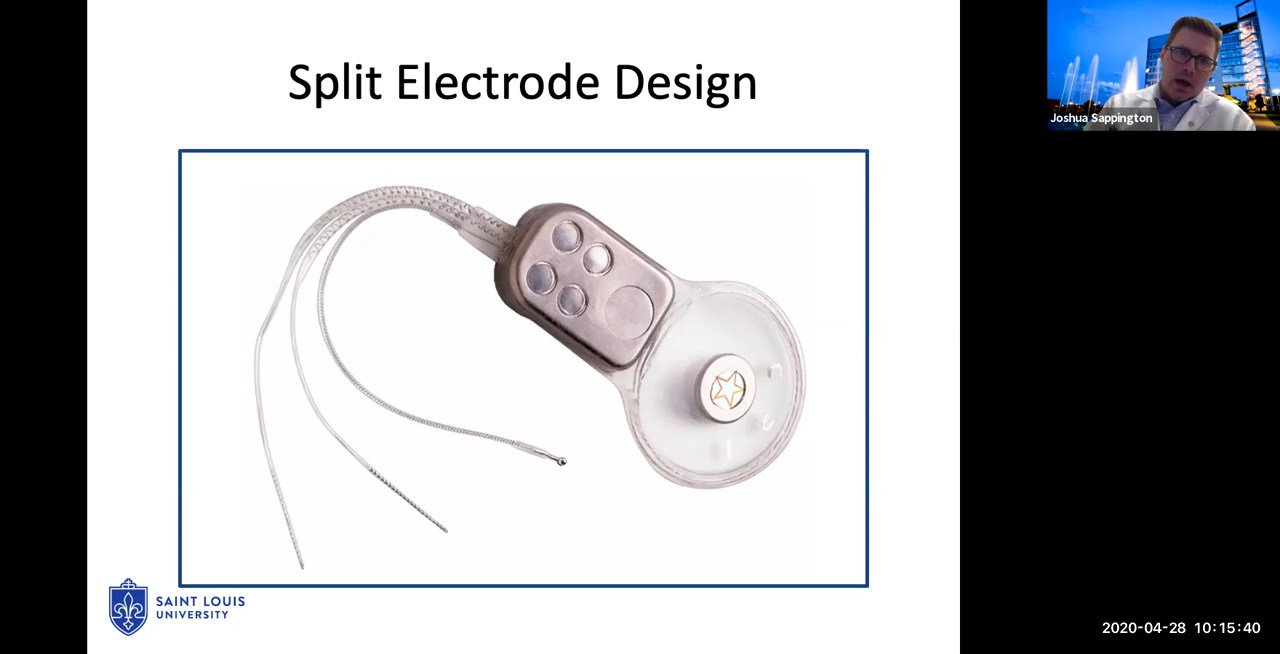 Split Electrode Design
Joshua Sappington
SAINT LOUIS
UNIVERSITY
2020-04-28 10:15:40